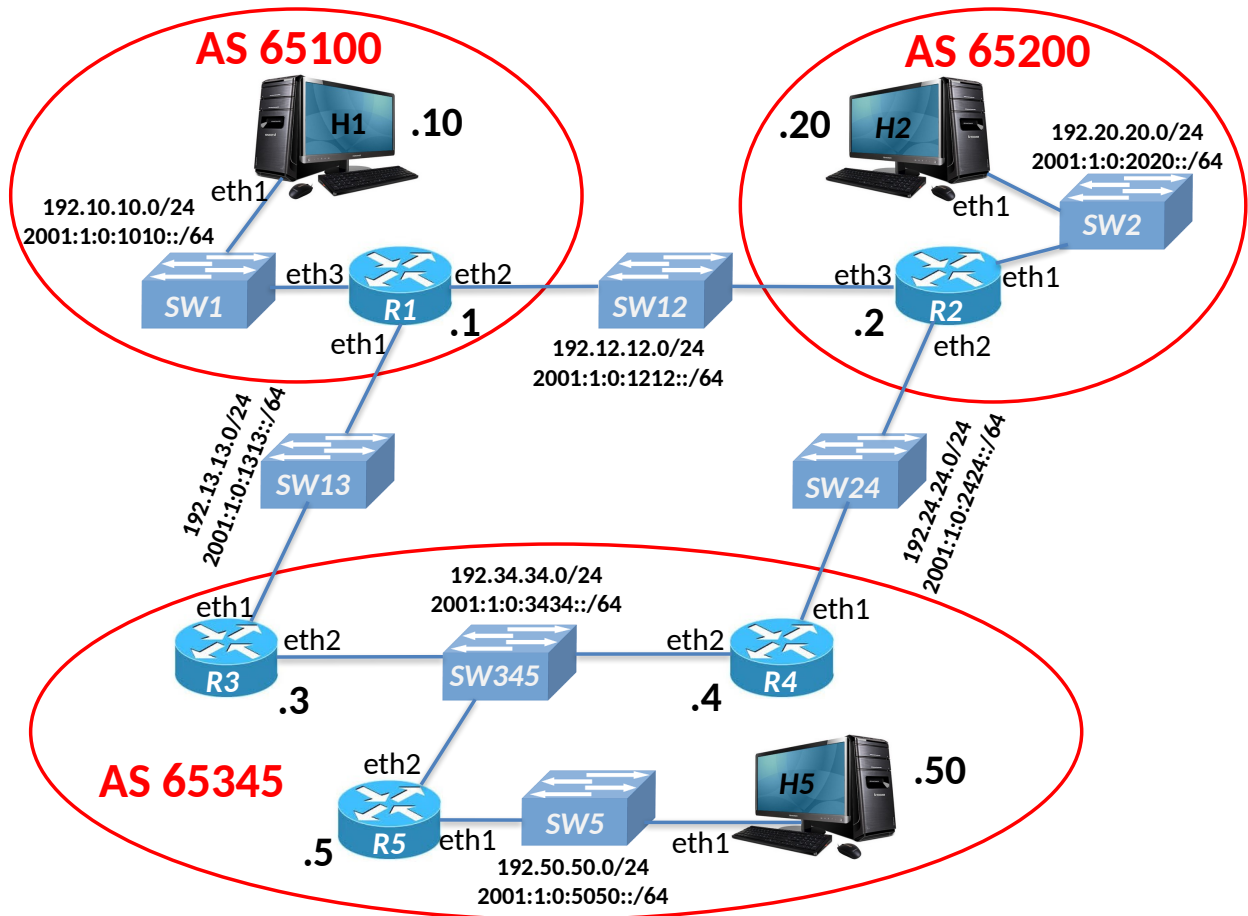 AS 65100
AS 65200
H1
.10
.20
H2
192.20.20.0/24
2001:1:0:2020::/64
eth1
eth1
192.10.10.0/24
2001:1:0:1010::/64
SW2
SW1
eth3
R1
eth2
.1
eth1
SW12
192.12.12.0/24
2001:1:0:1212::/64
eth3
R2
eth1
.2
eth2
192.13.13.0/24
2001:1:0:1313::/64
SW13
SW24
192.24.24.0/24
2001:1:0:2424::/64
192.34.34.0/24
2001:1:0:3434::/64
eth1
eth1
R3
eth2
.3
SW345
eth2
R4
.4
AS 65345
eth2
R5
.5
eth1
SW5
eth1
H5
.50
192.50.50.0/24
2001:1:0:5050::/64